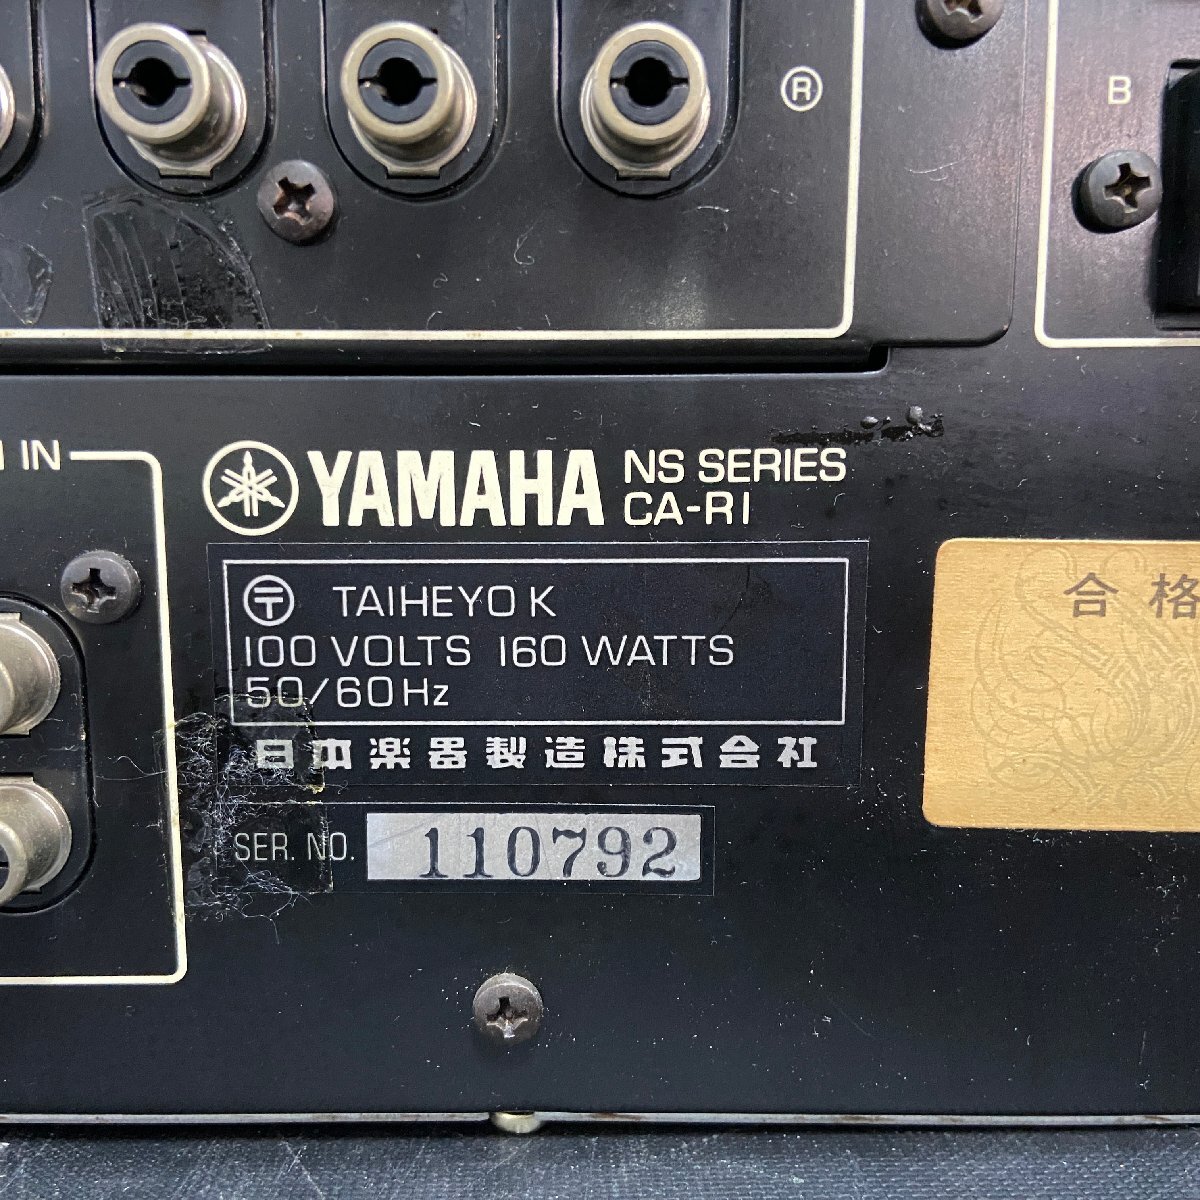 R
B
IN
YAMAHA
NS SERIES
CA-R1
〒 TAIHEYO K
100 VOLTS 160 WATTS
50/60Hz
日本楽器製造株式会社
SER. NO. 110792
合格